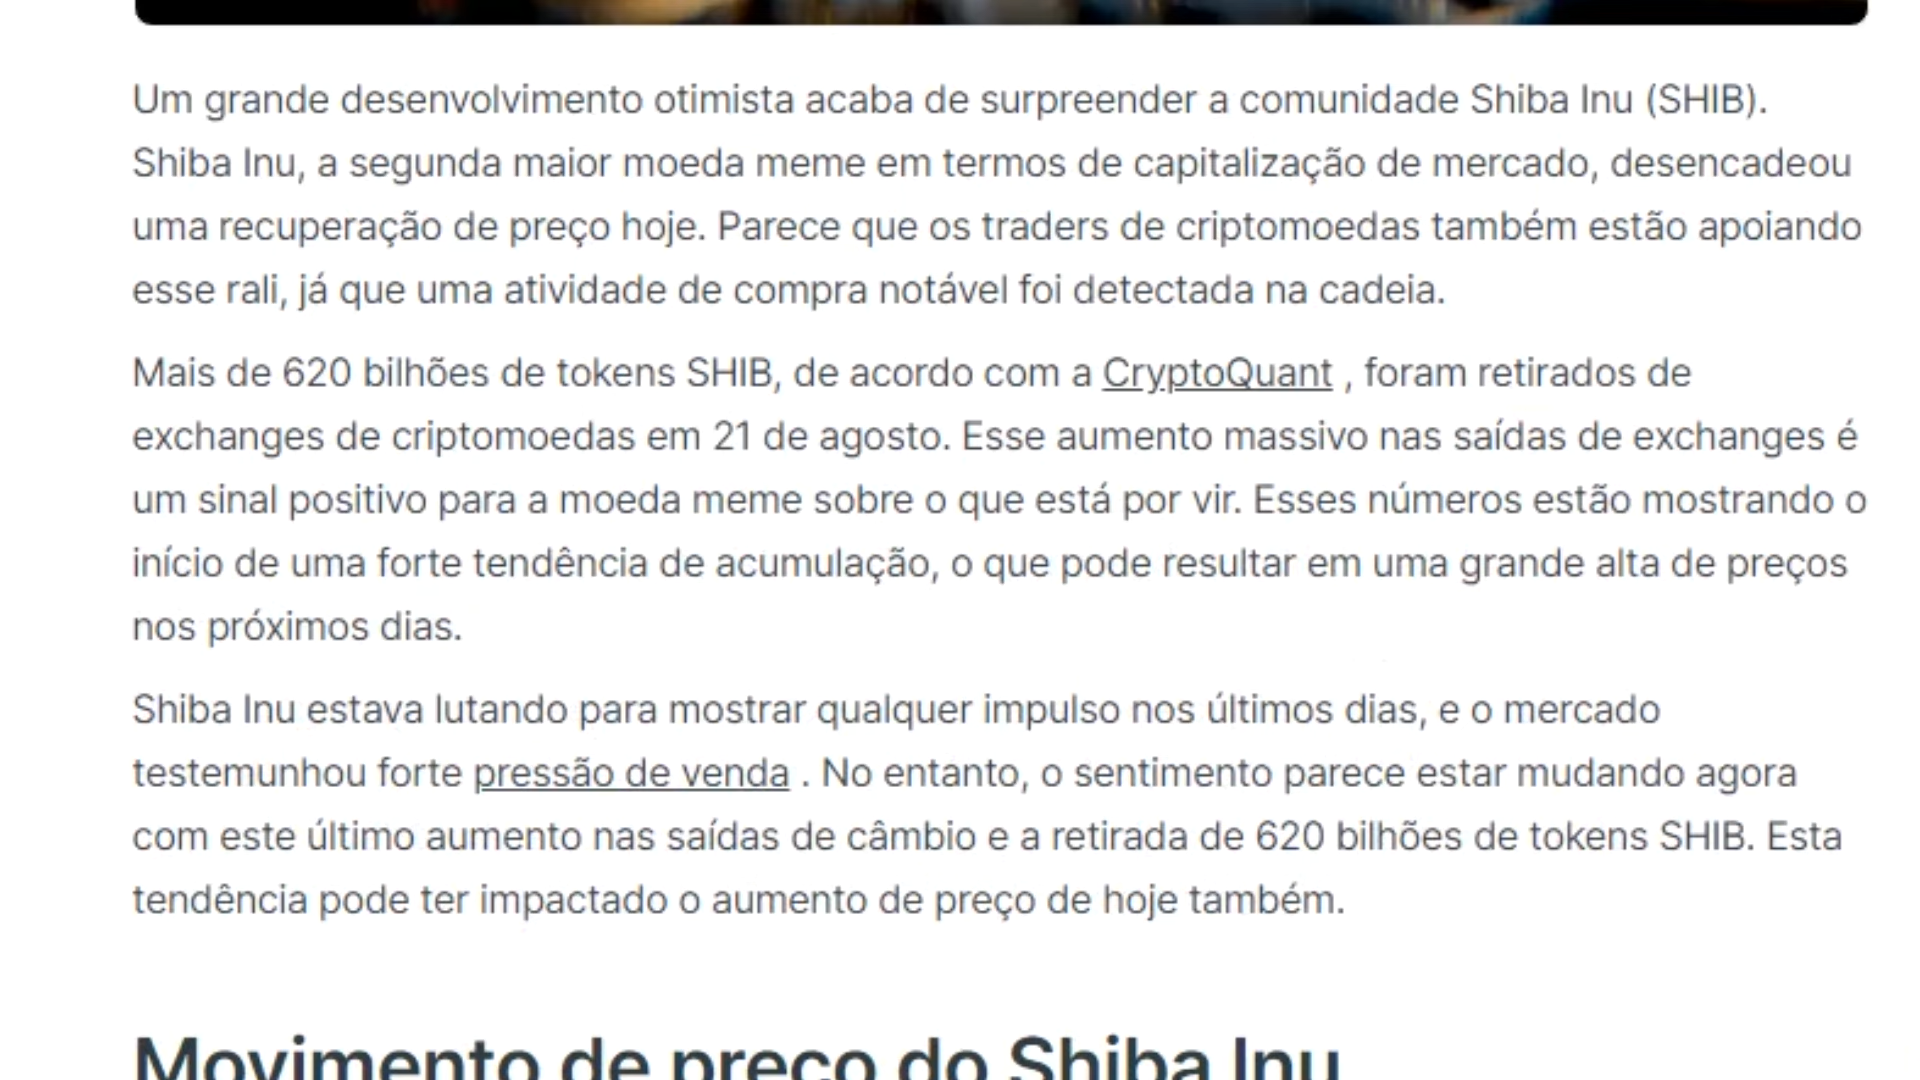 Um grande desenvolvimento otimista acaba de surpreender a comunidade Shiba Inu (SHIB).
Shiba Inu, a segunda maior moeda meme em termos de capitalização de mercado, desencadeou
uma recuperação de preço hoje. Parece que os traders de criptomoedas também estão apoiando
esse rali, já que uma atividade de compra notável foi detectada na cadeia.
Mais de 620 bilhões de tokens SHIB, de acordo com a CryptoQuant , foram retirados de
exchanges de criptomoedas em 21 de agosto. Esse aumento massivo nas saídas de exchanges é
um sinal positivo para a moeda meme sobre o que está por vir. Esses números estão mostrando o
início de uma forte tendência de acumulação, o que pode resultar em uma grande alta de preços
nos próximos dias.
Shiba Inu estava lutando para mostrar qualquer impulso nos últimos dias, e o mercado
testemunhou forte pressão de venda . No entanto, o sentimento parece estar mudando agora
com este último aumento nas saídas de câmbio e a retirada de 620 bilhões de tokens SHIB. Esta
tendência pode ter impactado o aumento de preço de hoje também.
Movimento de preço do Shiba Inu